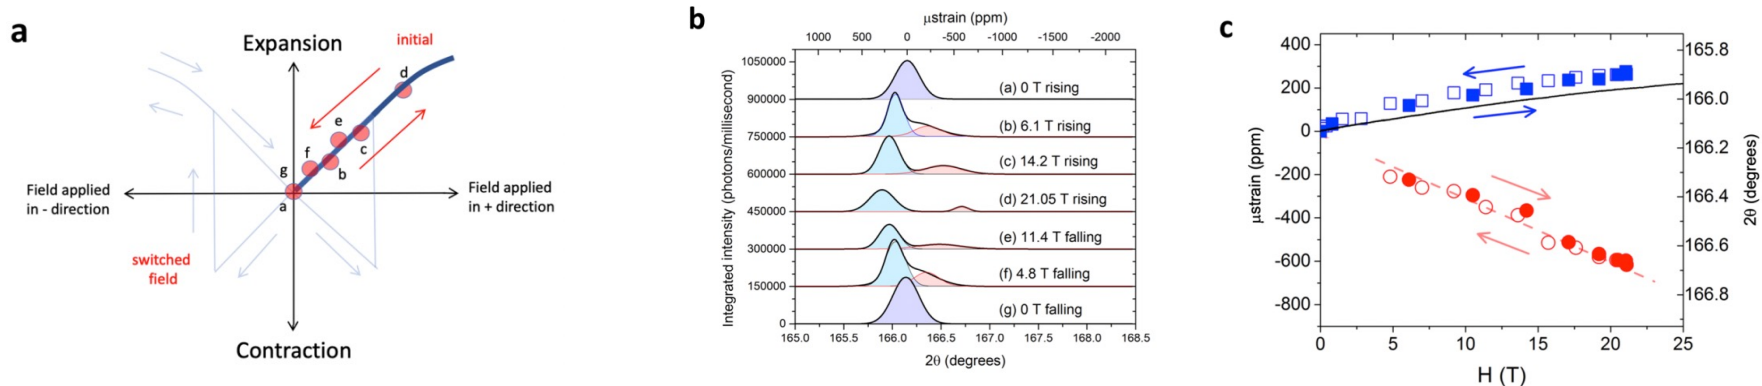 a
Expansion
initial
d
e
c
f
b
g
a
Field applied
in - direction
Field applied
in + direction
switched
field
Contraction
b
μstrain (ppm)
1000 500 0 -500 -1000 -1500 -2000
1050000
900000
750000
600000
450000
300000
150000
0
(a) 0 T rising
(b) 6.1 T rising
(c) 14.2 T rising
(d) 21.05 T rising
(e) 11.4 T falling
(f) 4.8 T falling
(g) 0 T falling
Integrated intensity (photons/millisecond)
165.0 165.5 166.0 166.5 167.0 167.5 168.0 168.5
2θ (degrees)
c
400
200
0
-200
-400
-600
-800
μstrain (ppm)
165.8
166.0
166.2
166.4
166.6
166.8
2θ (degrees)
0 5 10 15 20 25
H (T)